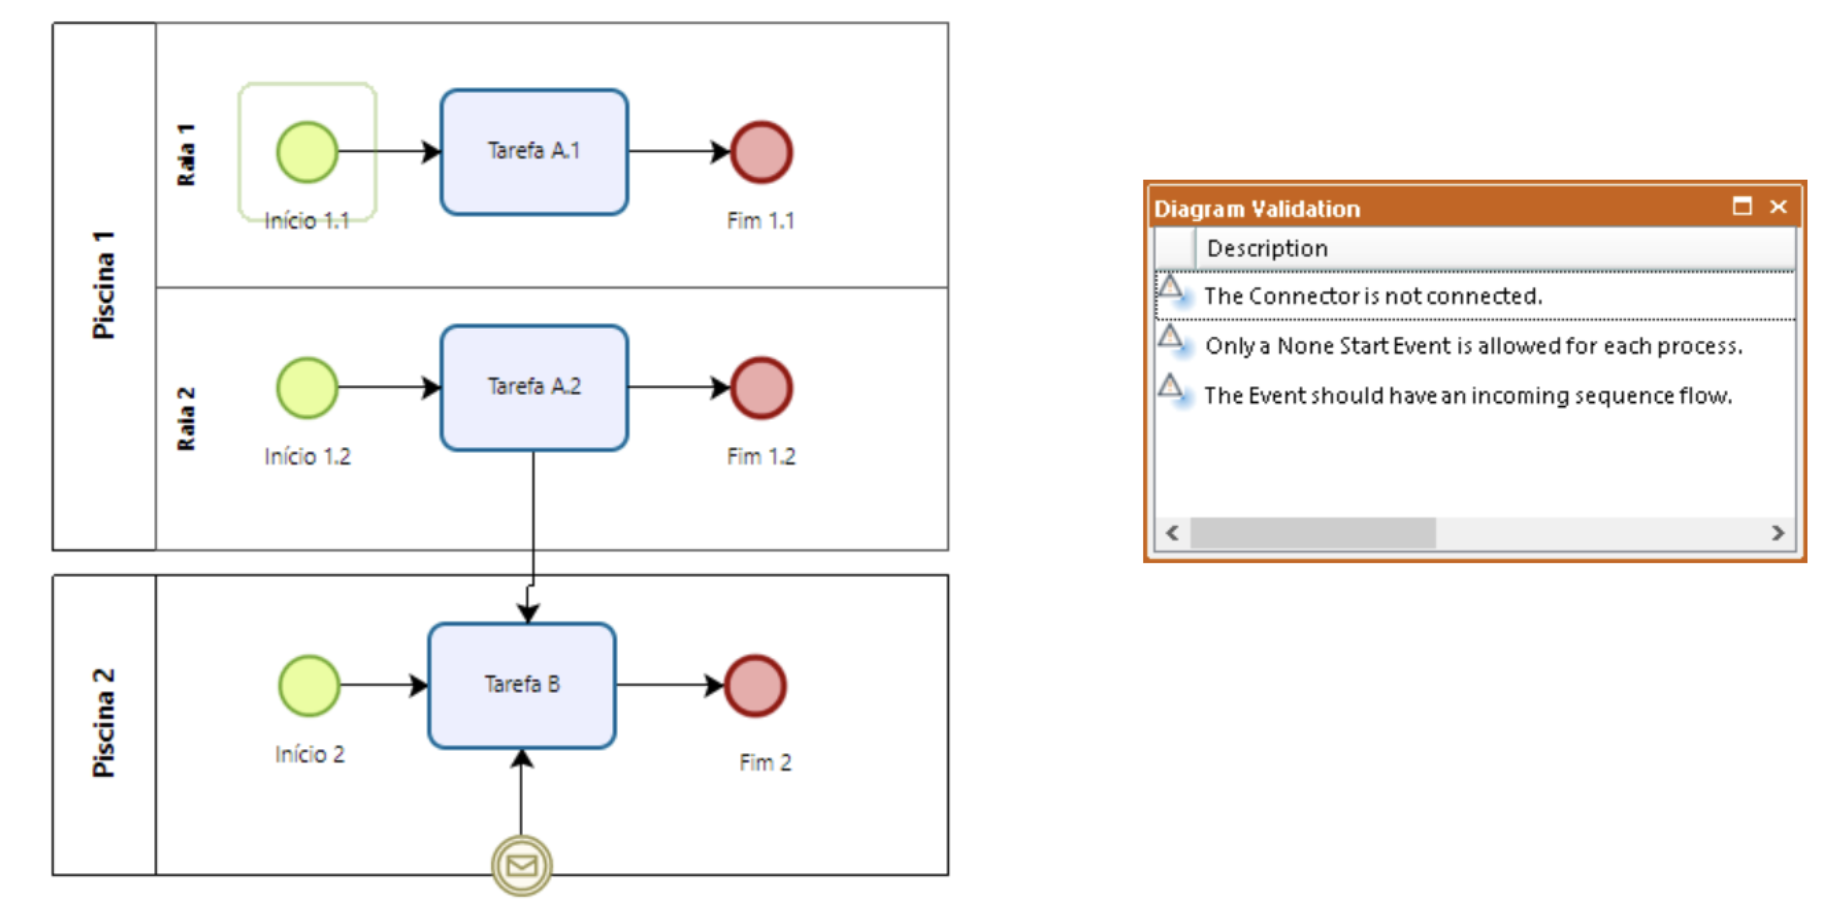 Piscina 1
Raia 1
Início 1.1
Tarefa A.1
Fim 1.1
Raia 2
Início 1.2
Tarefa A.2
Fim 1.2
Piscina 2
Início 2
Tarefa B
Fim 2
Diagram Validation
Description
The Connector is not connected.
Only a None Start Event is allowed for each process.
The Event should have an incoming sequence flow.